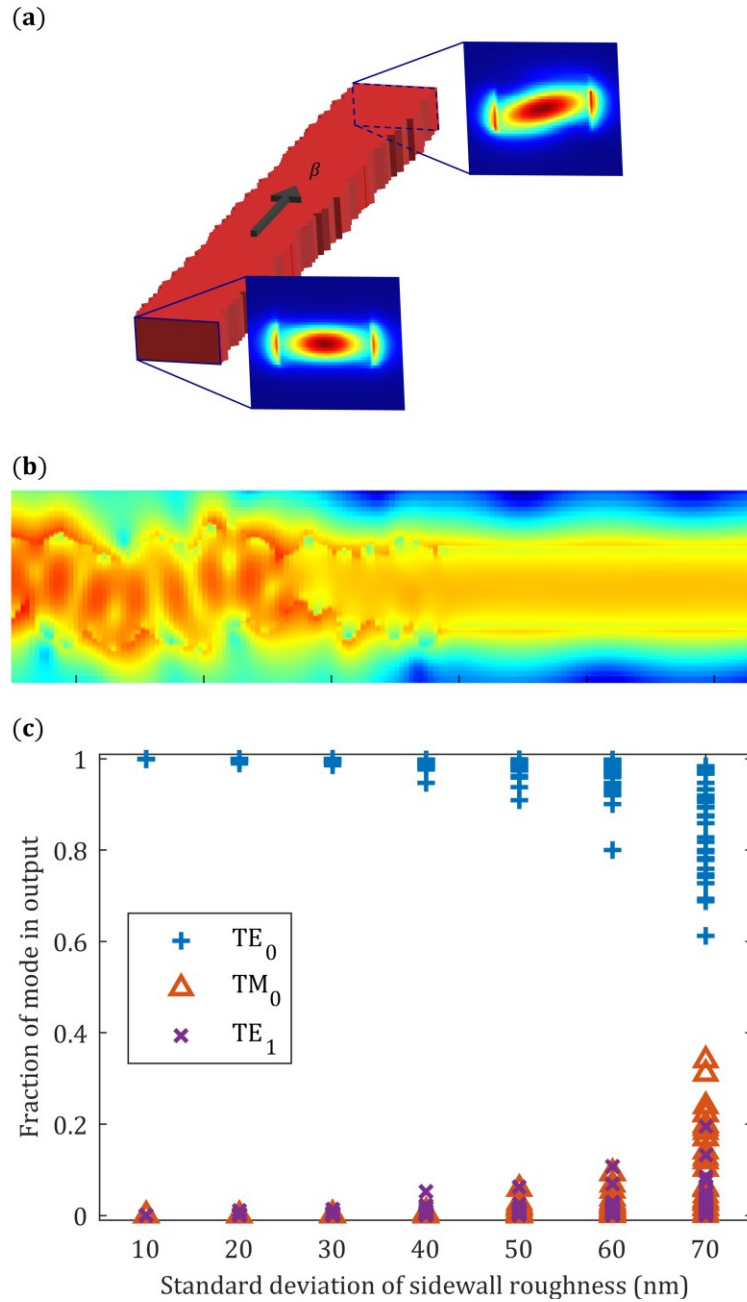 (a)
β
(b)
(c)
1
0.8
0.6
0.4
0.2
0
Fraction of mode in output
TE0
TM0
TE1
10 20 30 40 50 60 70
Standard deviation of sidewall roughness (nm)